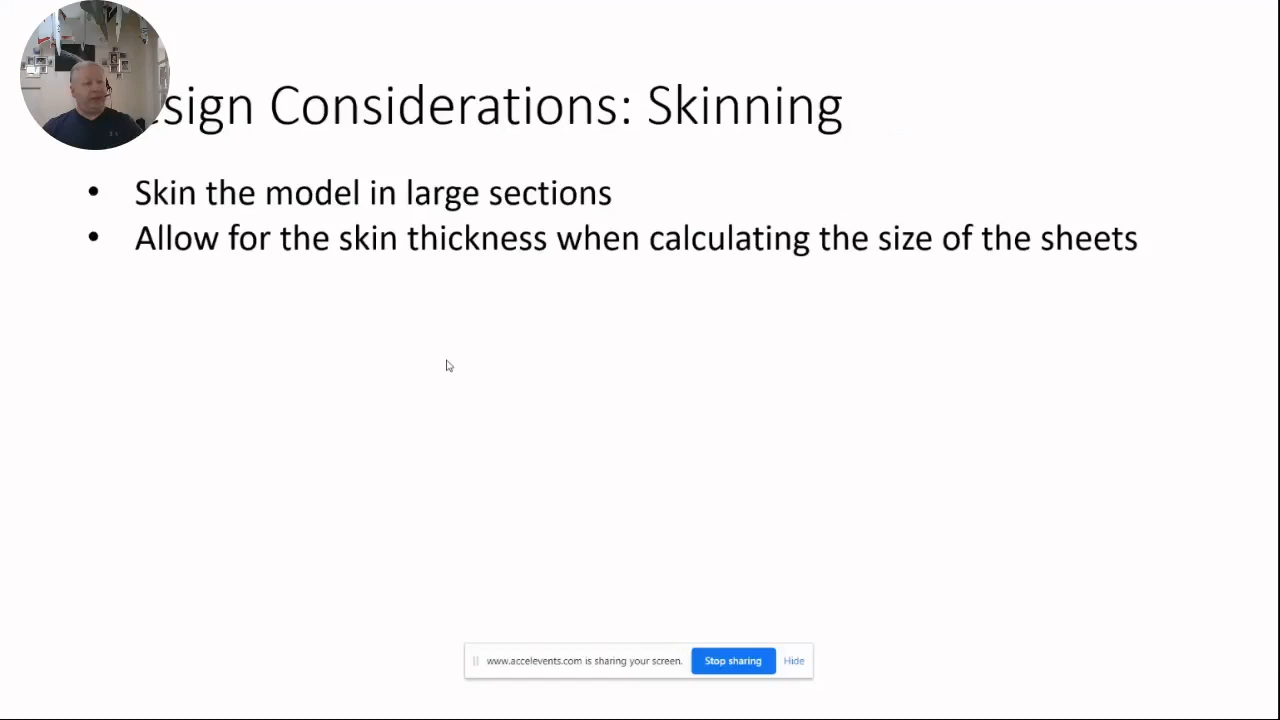 sign Considerations: Skinning
• Skin the model in large sections
• Allow for the skin thickness when calculating the size of the sheets
www.accelevents.com is sharing your screen. Stop sharing Hide